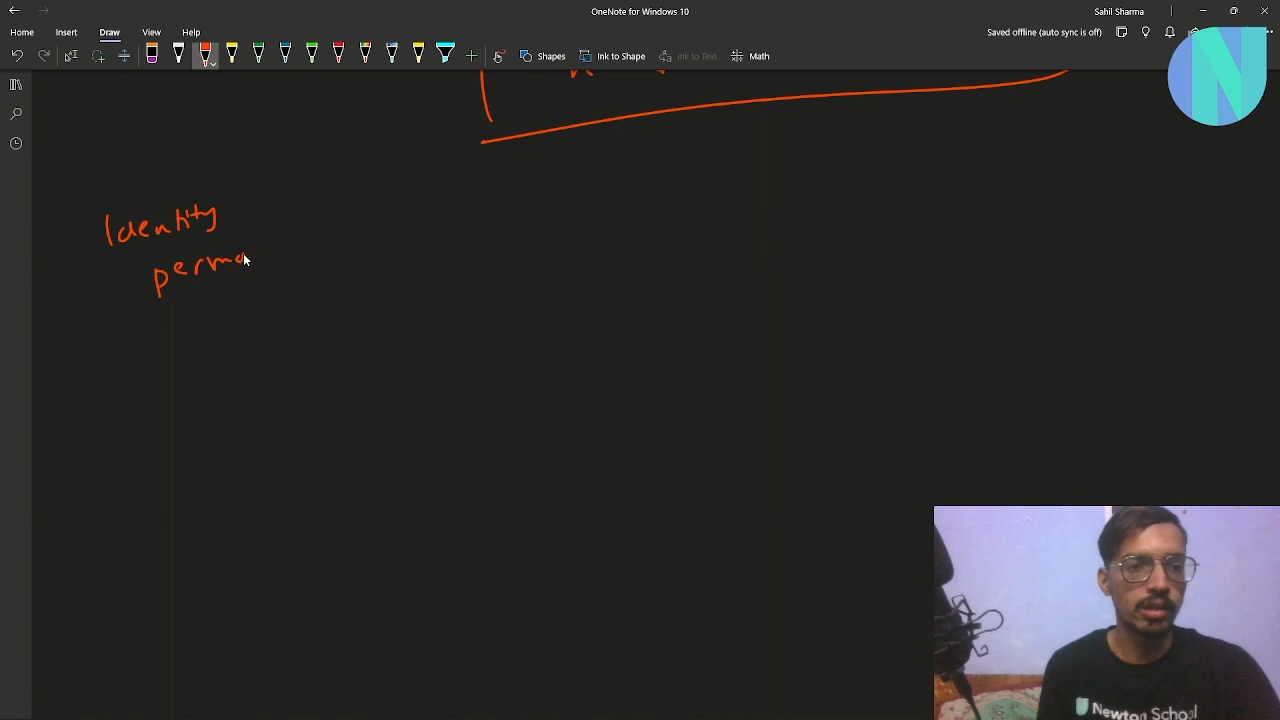 OneNote for Windows 10
Sahil Sharma
Home Insert Draw View Help
Saved offline (auto sync is off)
Shapes Ink to Shape Ink to Text Math
Identity
perma
Newton School